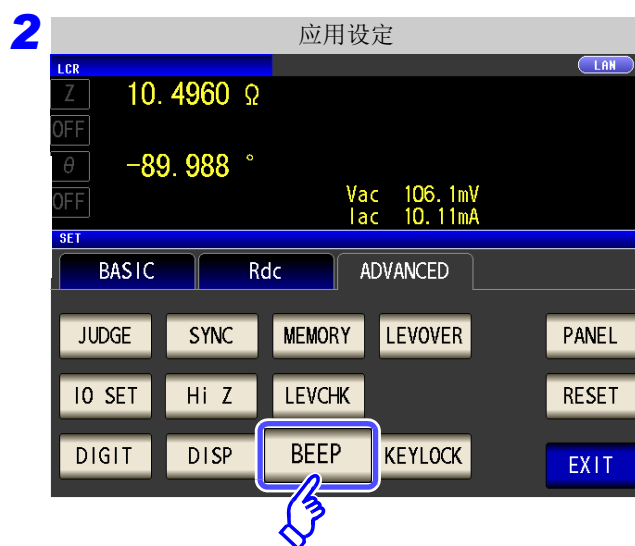 2
应用设定
LCR
LAN
Z 10.4960 Ω
OFF
θ -89.988 °
OFF
Vac 106.1mV
Iac 10.11mA
SET
BASIC Rdc ADVANCED
JUDGE SYNC MEMORY LEVOVER PANEL
IO SET Hi Z LEVCHK RESET
DIGIT DISP BEEP KEYLOCK EXIT